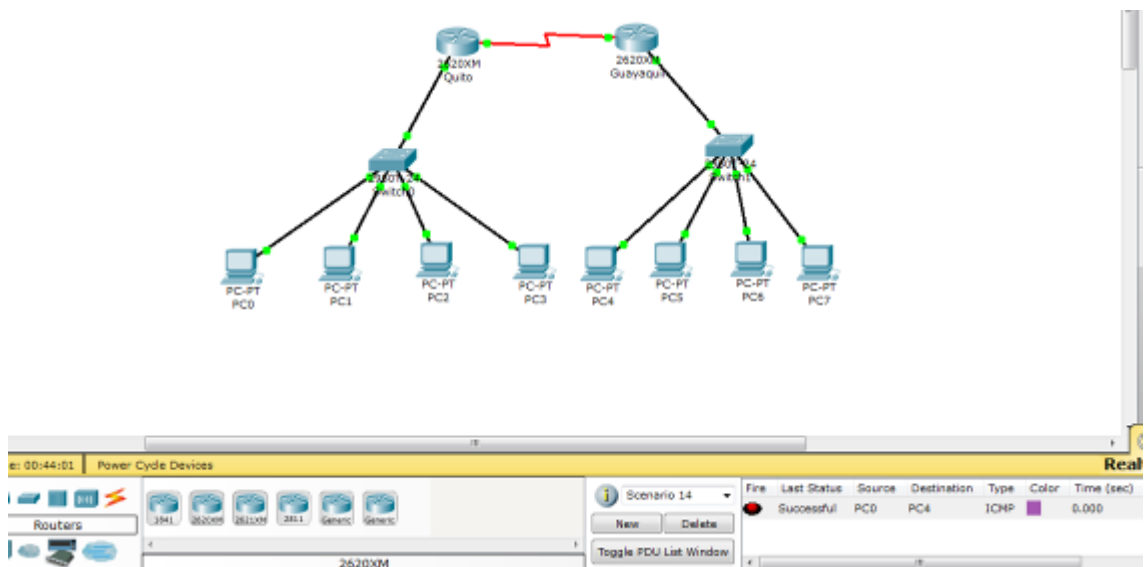 2620XM
Quito
2620XM
Guayaquil
Switch0
Switch1
PC-PT
PC0
PC-PT
PC1
PC-PT
PC2
PC-PT
PC3
PC-PT
PC4
PC-PT
PC5
PC-PT
PC6
PC-PT
PC7
e: 00:44:01 Power Cycle Devices
Realt
Routers
1841 2620XM 2621XM 2811 Generic Generic
2620XM
Scenario 14
New Delete
Toggle PDU List Window
Fire Last Status Source Destination Type Color Time (sec)
Successful PC0 PC4 ICMP 0.000